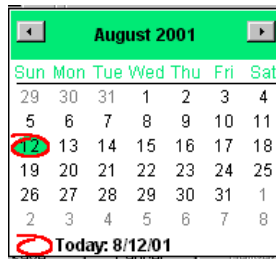 August 2001
Sun Mon Tue Wed Thu Fri Sat
29 30 31 1 2 3 4
5 6 7 8 9 10 11
12 13 14 15 16 17 18
19 20 21 22 23 24 25
26 27 28 29 30 31 1
2 3 4 5 6 7 8
Today: 8/12/01